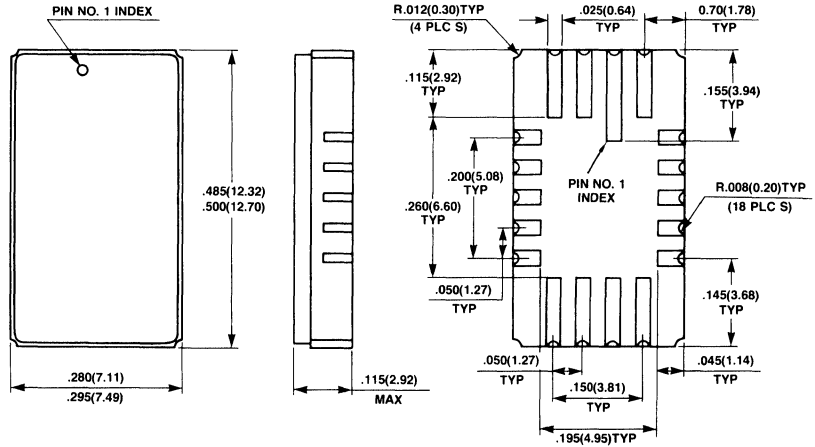 PIN NO. 1 INDEX
.485(12.32)
.500(12.70)
.280(7.11)
.295(7.49)
.115(2.92)
MAX
R.012(0.30)TYP
(4 PLC S)
.025(0.64)
TYP
0.70(1.78)
TYP
.115(2.92)
TYP
.155(3.94)
TYP
.200(5.08)
TYP
PIN NO. 1
INDEX
R.008(0.20)TYP
(18 PLC S)
.260(6.60)
TYP
.050(1.27)
TYP
.145(3.68)
TYP
.050(1.27)
TYP
.150(3.81)
TYP
.045(1.14)
TYP
.195(4.95)TYP